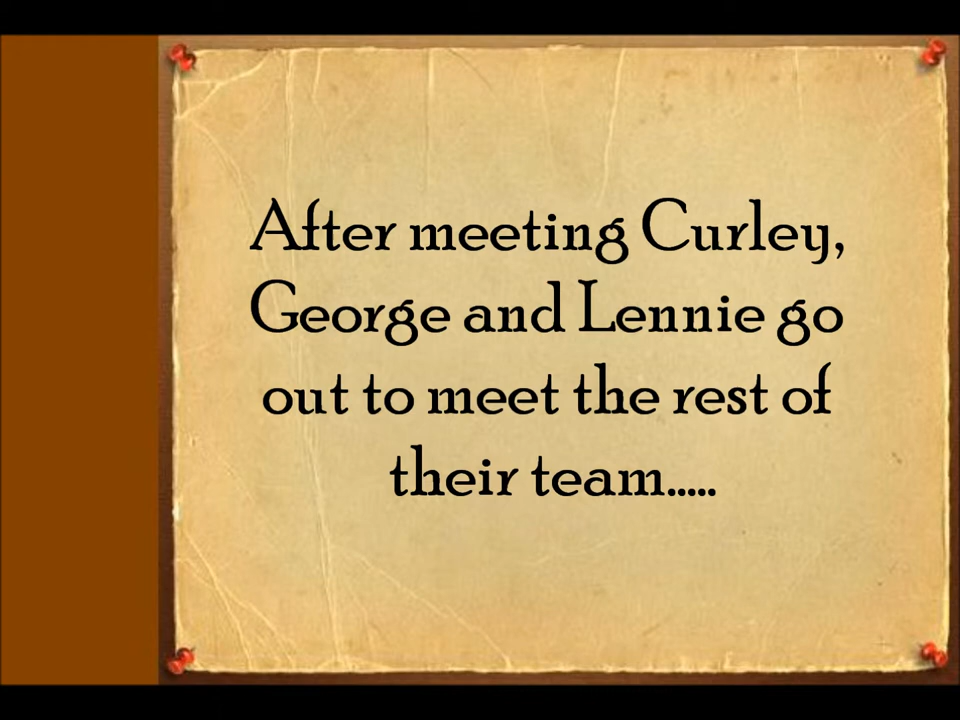 After meeting Curley,
George and Lennie go
out to meet the rest of
their team.....